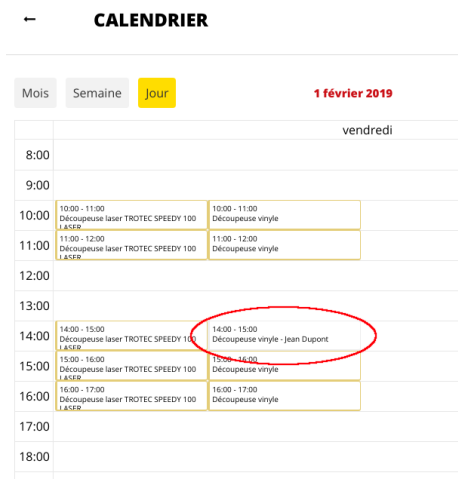 ←
CALENDRIER
Mois Semaine Jour 1 février 2019
vendredi
8:00
9:00
10:00
10:00 - 11:00
Découpeuse laser TROTEC SPEEDY 100
LASER
10:00 - 11:00
Découpeuse vinyle
11:00
11:00 - 12:00
Découpeuse laser TROTEC SPEEDY 100
LASER
11:00 - 12:00
Découpeuse vinyle
12:00
13:00
14:00
14:00 - 15:00
Découpeuse laser TROTEC SPEEDY 100
LASER
14:00 - 15:00
Découpeuse vinyle - Jean Dupont
15:00
15:00 - 16:00
Découpeuse laser TROTEC SPEEDY 100
LASER
15:00 - 16:00
Découpeuse vinyle
16:00
16:00 - 17:00
Découpeuse laser TROTEC SPEEDY 100
LASER
16:00 - 17:00
Découpeuse vinyle
17:00
18:00